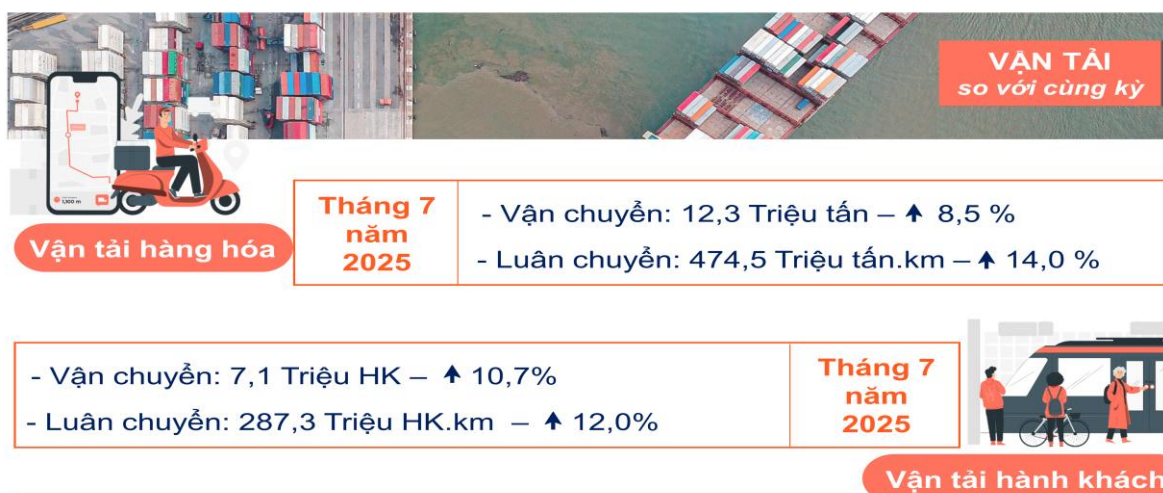 VẬN TẢI
so với cùng kỳ
1,100 m
Vận tải hàng hóa
Tháng 7
năm
2025
- Vận chuyển: 12,3 Triệu tấn – ↑ 8,5 %
- Luân chuyển: 474,5 Triệu tấn.km – ↑ 14,0 %
- Vận chuyển: 7,1 Triệu HK – ↑ 10,7%
- Luân chuyển: 287,3 Triệu HK.km – ↑ 12,0%
Tháng 7
năm
2025
Vận tải hành khách